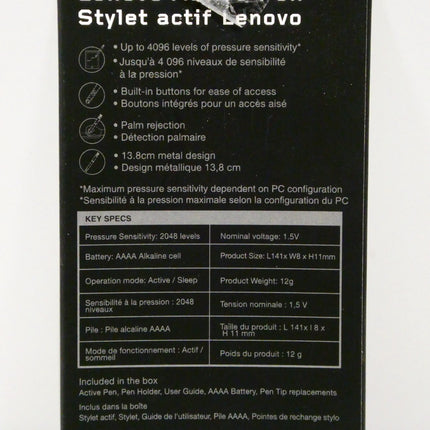 Stylet actif Lenovo
• Up to 4096 levels of pressure sensitivity*
• Jusqu'à 4 096 niveaux de sensibilité
à la pression*
• Built-in buttons for ease of access
• Boutons intégrés pour un accès aisé
• Palm rejection
• Détection palmaire
• 13.8cm metal design
• Design métallique 13,8 cm
*Maximum pressure sensitivity dependent on PC configuration
*Sensibilité à la pression maximale selon la configuration du PC
KEY SPECS
Pressure Sensitivity: 2048 levels
Nominal voltage: 1.5V
Battery: AAAA Alkaline cell
Product Size: L141x W8 x H11mm
Operation mode: Active / Sleep
Product Weight: 12g
Sensibilité à la pression : 2048
niveaux
Tension nominale : 1,5 V
Pile : Pile alcaline AAAA
Taille du produit : L 141x l 8 x
H 11 mm
Mode de fonctionnement : Actif /
sommeil
Poids du produit : 12 g
Included in the box
Active Pen, Pen Holder, User Guide, AAAA Battery, Pen Tip replacements
Inclus dans la boîte
Stylet actif, Stylet, Guide de l'utilisateur, Pile AAAA, Pointes de rechange stylo